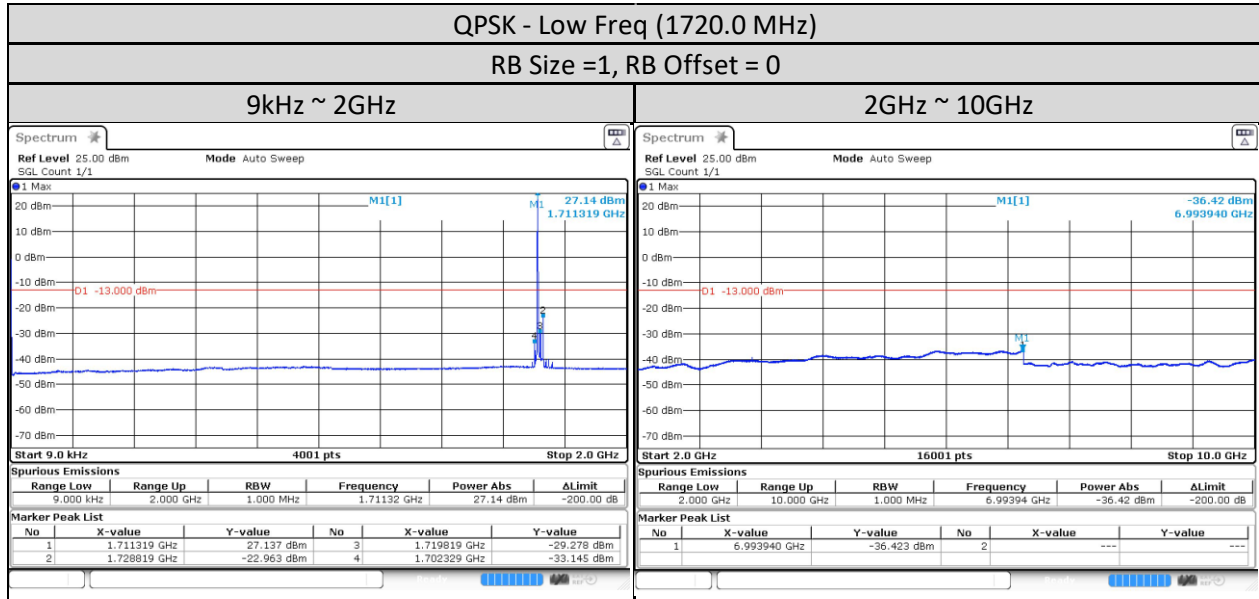 QPSK - Low Freq (1720.0 MHz)
RB Size =1, RB Offset = 0
9kHz ~ 2GHz
Spectrum
Ref Level 25.00 dBm Mode Auto Sweep
SGL Count 1/1
1 Max
M1[1] 27.14 dBm
1.711319 GHz
M1
20 dBm
10 dBm
0 dBm
-10 dBm
D1 -13.000 dBm
-20 dBm
2
3
-30 dBm
4
-40 dBm
-50 dBm
-60 dBm
-70 dBm
Start 9.0 kHz 4001 pts Stop 2.0 GHz
Spurious Emissions
Range Low Range Up RBW Frequency Power Abs ΔLimit
9.000 kHz 2.000 GHz 1.000 MHz 1.71132 GHz 27.14 dBm -200.00 dB
Marker Peak List
No X-value Y-value No X-value Y-value
1 1.711319 GHz 27.137 dBm 3 1.719819 GHz -29.278 dBm
2 1.728819 GHz -22.963 dBm 4 1.702329 GHz -33.145 dBm
2GHz ~ 10GHz
Spectrum
Ref Level 25.00 dBm Mode Auto Sweep
SGL Count 1/1
1 Max
M1[1] -36.42 dBm
6.993940 GHz
20 dBm
10 dBm
0 dBm
-10 dBm
D1 -13.000 dBm
-20 dBm
-30 dBm
M1
-40 dBm
-50 dBm
-60 dBm
-70 dBm
Start 2.0 GHz 16001 pts Stop 10.0 GHz
Spurious Emissions
Range Low Range Up RBW Frequency Power Abs ΔLimit
2.000 GHz 10.000 GHz 1.000 MHz 6.99394 GHz -36.42 dBm -200.00 dB
Marker Peak List
No X-value Y-value No X-value Y-value
1 6.993940 GHz -36.423 dBm 2 --- ---